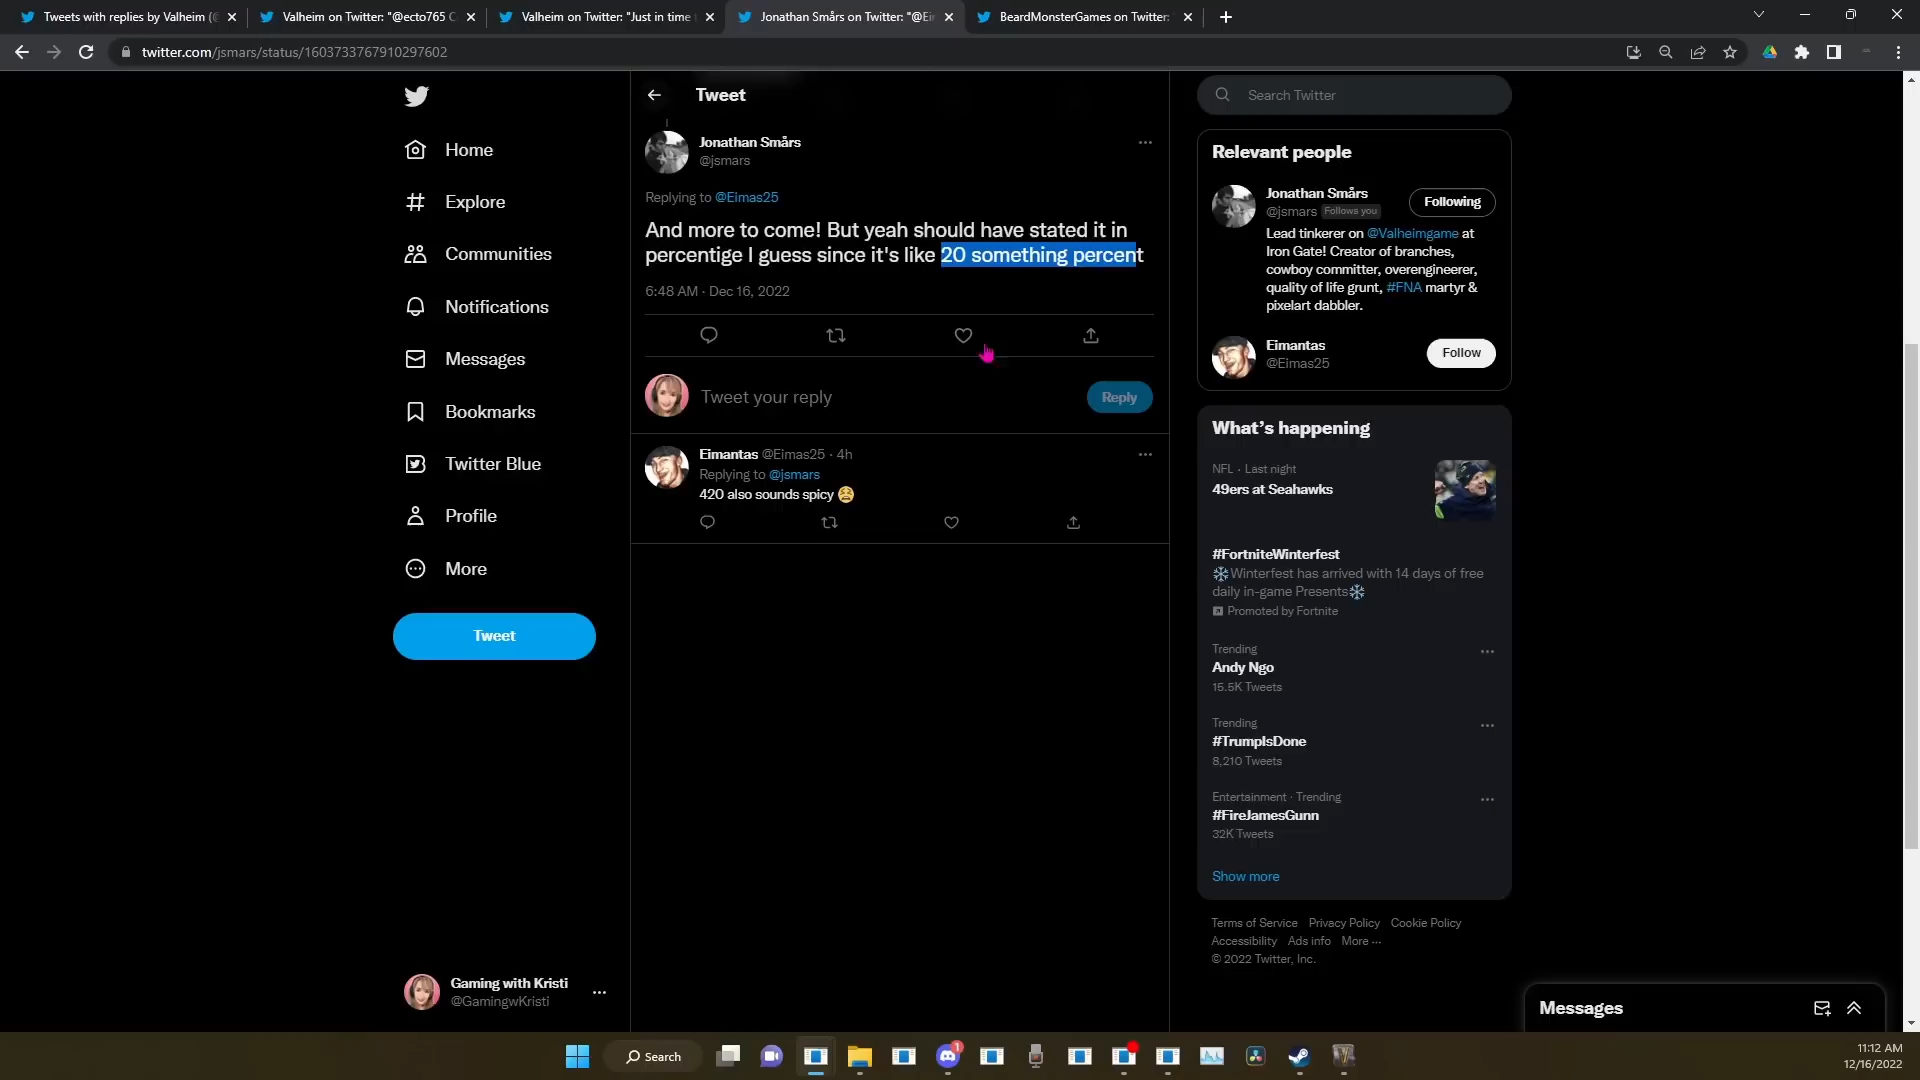 Tweets with replies by Valheim (@
Valheim on Twitter: "@ecto765 C
Valheim on Twitter: "Just in time
Jonathan Smårs on Twitter: "@Ei
BeardMonsterGames on Twitter:
twitter.com/jsmars/status/1603733767910297602
Home
Explore
Communities
Notifications
Messages
Bookmarks
Twitter Blue
Profile
More
Tweet
Gaming with Kristi
@GamingwKristi
Tweet
Jonathan Smårs
@jsmars
Replying to @Eimas25
And more to come! But yeah should have stated it in
percentige I guess since it's like 20 something percent
6:48 AM · Dec 16, 2022
Tweet your reply
Reply
Eimantas @Eimas25 · 4h
Replying to @jsmars
420 also sounds spicy 😫
Search Twitter
Relevant people
Jonathan Smårs
@jsmars Follows you
Following
Lead tinkerer on @Valheimgame at
Iron Gate! Creator of branches,
cowboy committer, overengineerer,
quality of life grunt, #FNA martyr &
pixelart dabbler.
Eimantas
@Eimas25
Follow
What's happening
NFL · Last night
49ers at Seahawks
#FortniteWinterfest
❄️Winterfest has arrived with 14 days of free
daily in-game Presents❄️
Promoted by Fortnite
Trending
Andy Ngo
15.5K Tweets
Trending
#TrumpIsDone
8,210 Tweets
Entertainment · Trending
#FireJamesGunn
32K Tweets
Show more
Terms of Service Privacy Policy Cookie Policy
Accessibility Ads info More ···
© 2022 Twitter, Inc.
Messages
Search
1
11:12 AM
12/16/2022